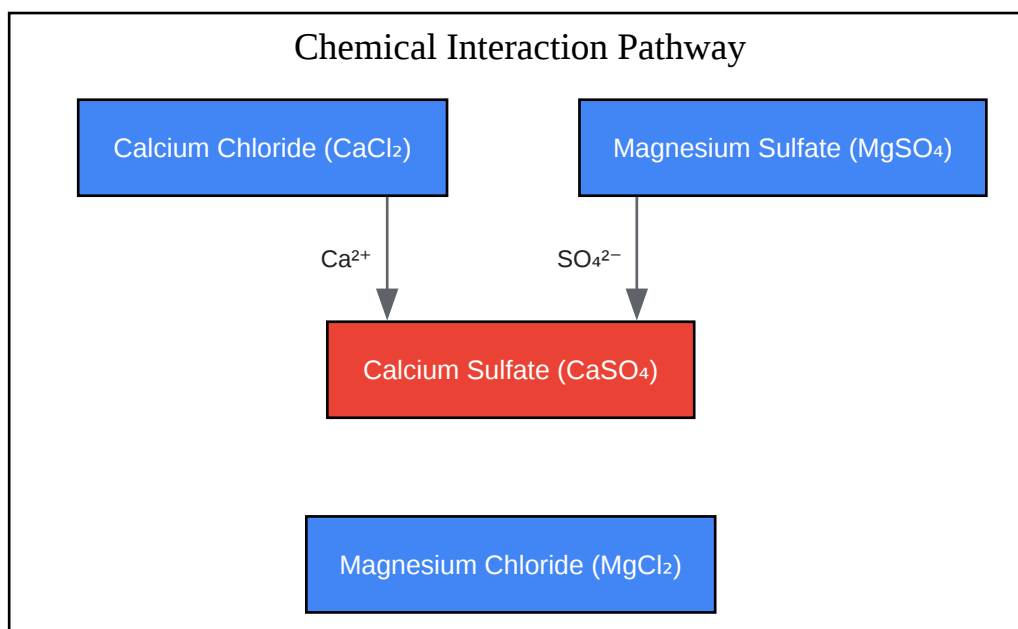 Chemical Interaction Pathway
Calcium Chloride (CaCl₂)
Magnesium Sulfate (MgSO₄)
Ca²⁺
SO₄²⁻
Calcium Sulfate (CaSO₄)
Magnesium Chloride (MgCl₂)